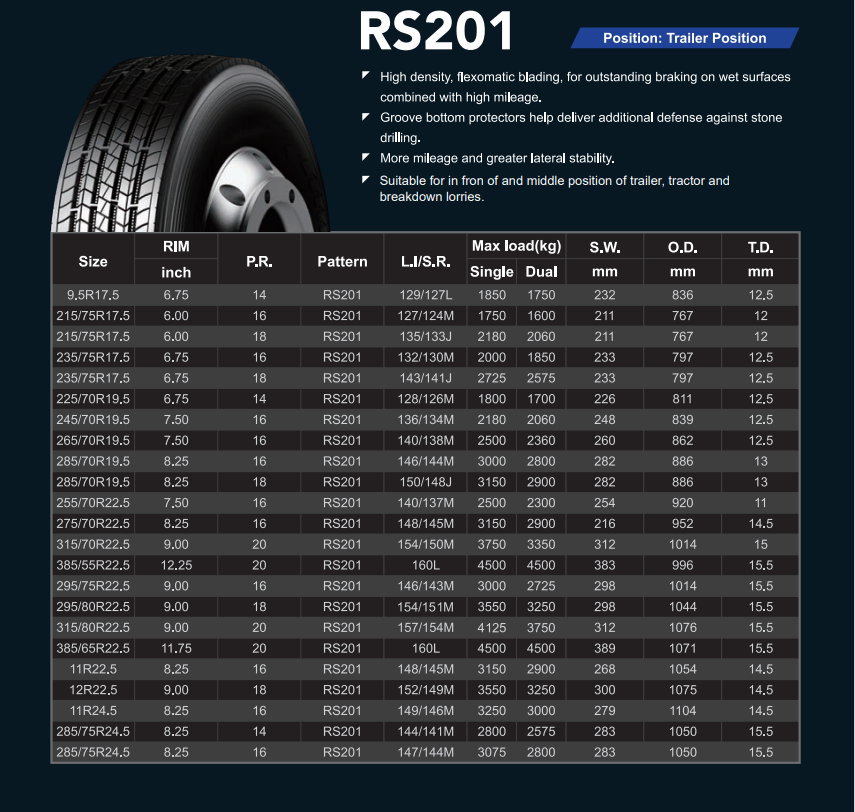 RS201
Position: Trailer Position
High density, flexomatic blading, for outstanding braking on wet surfaces
combined with high mileage.
Groove bottom protectors help deliver additional defense against stone
drilling.
More mileage and greater lateral stability.
Suitable for in fron of and middle position of trailer, tractor and
breakdown lorries.
Size RIM P.R. Pattern L.I/S.R. Max load(kg) S.W. O.D. T.D.
inch Single Dual mm mm mm
9.5R17.5 6.75 14 RS201 129/127L 1850 1750 232 836 12.5
215/75R17.5 6.00 16 RS201 127/124M 1750 1600 211 767 12
215/75R17.5 6.00 18 RS201 135/133J 2180 2060 211 767 12
235/75R17.5 6.75 16 RS201 132/130M 2000 1850 233 797 12.5
235/75R17.5 6.75 18 RS201 143/141J 2725 2575 233 797 12.5
225/70R19.5 6.75 14 RS201 128/126M 1800 1700 226 811 12.5
245/70R19.5 7.50 16 RS201 136/134M 2180 2060 248 839 12.5
265/70R19.5 7.50 16 RS201 140/138M 2500 2360 260 862 12.5
285/70R19.5 8.25 16 RS201 146/144M 3000 2800 282 886 13
285/70R19.5 8.25 18 RS201 150/148J 3150 2900 282 886 13
255/70R22.5 7.50 16 RS201 140/137M 2500 2300 254 920 11
275/70R22.5 8.25 16 RS201 148/145M 3150 2900 216 952 14.5
315/70R22.5 9.00 20 RS201 154/150M 3750 3350 312 1014 15
385/55R22.5 12.25 20 RS201 160L 4500 4500 383 996 15.5
295/75R22.5 9.00 16 RS201 146/143M 3000 2725 298 1014 15.5
295/80R22.5 9.00 18 RS201 154/151M 3550 3250 298 1044 15.5
315/80R22.5 9.00 20 RS201 157/154M 4125 3750 312 1076 15.5
385/65R22.5 11.75 20 RS201 160L 4500 4500 389 1071 15.5
11R22.5 8.25 16 RS201 148/145M 3150 2900 268 1054 14.5
12R22.5 9.00 18 RS201 152/149M 3550 3250 300 1075 14.5
11R24.5 8.25 16 RS201 149/146M 3250 3000 279 1104 14.5
285/75R24.5 8.25 14 RS201 144/141M 2800 2575 283 1050 15.5
285/75R24.5 8.25 16 RS201 147/144M 3075 2800 283 1050 15.5